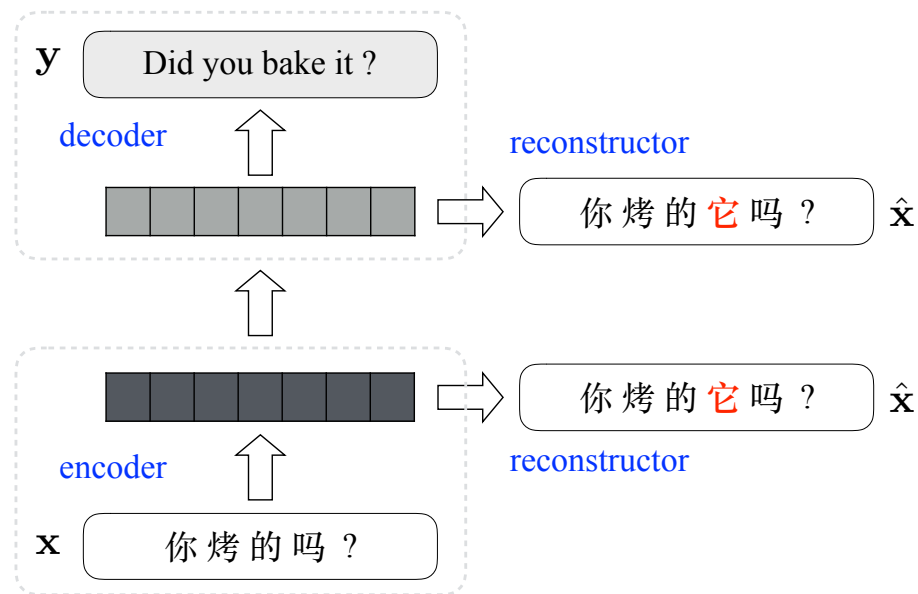 y
Did you bake it ?
decoder
reconstructor
你 烤 的 它 吗 ?
x̂
你 烤 的 它 吗 ?
x̂
encoder
reconstructor
x
你 烤 的 吗 ?